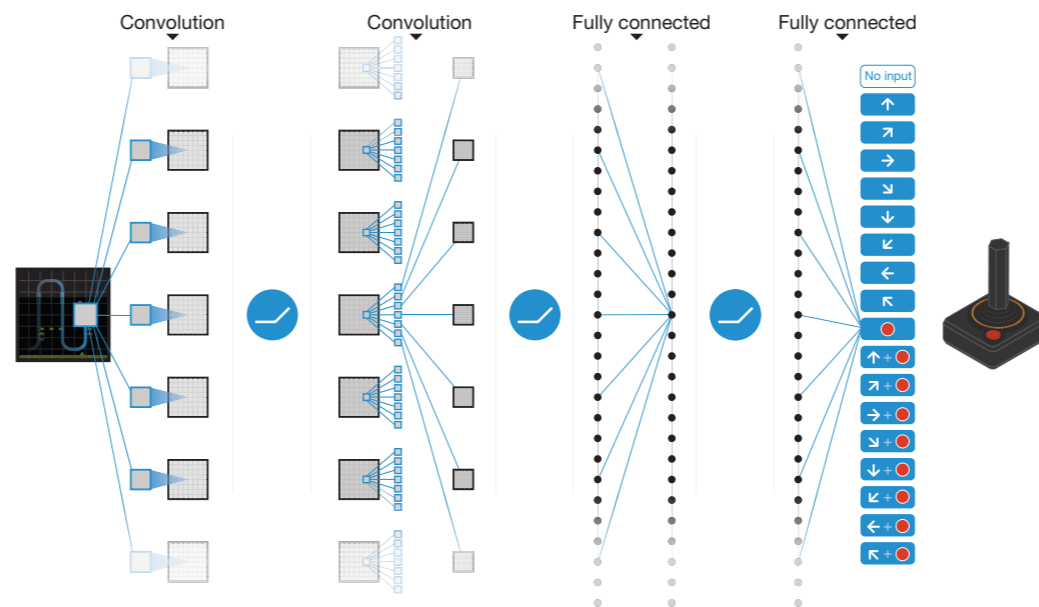 Convolution
Convolution
Fully connected
Fully connected
No input
+
+
+
+
+
+
+
+